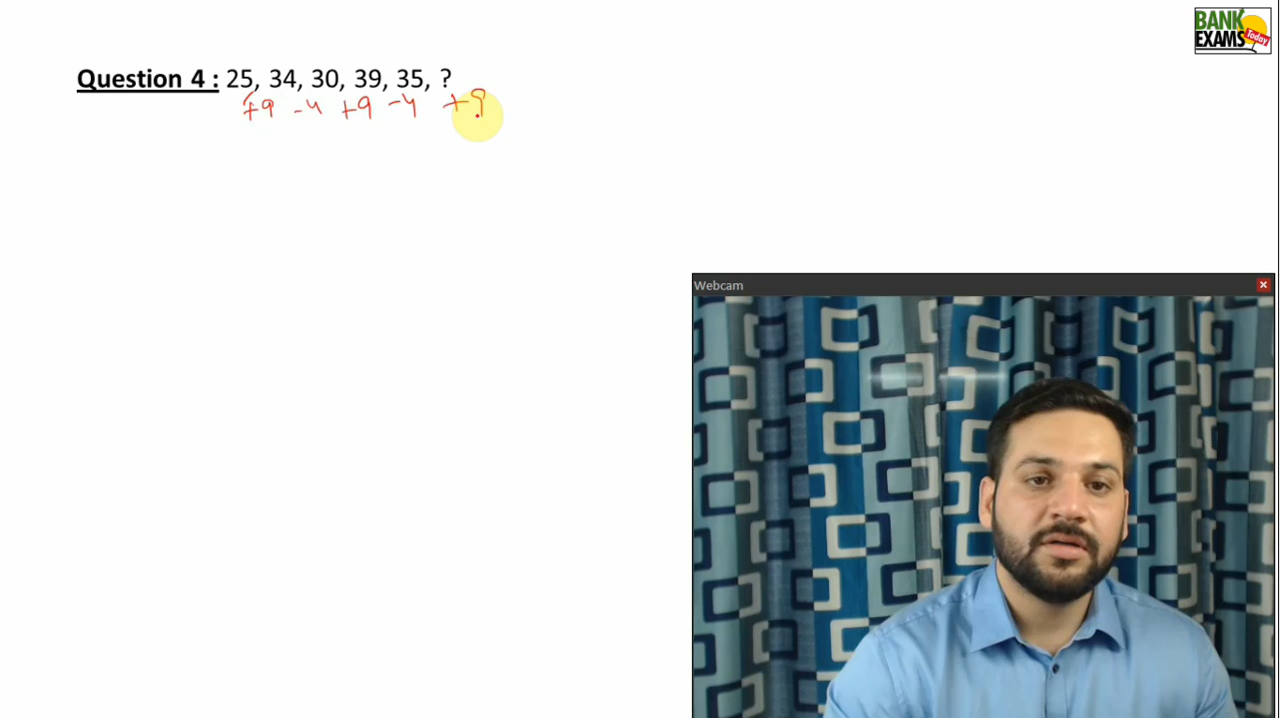 BANK
EXAMS Today
Question 4 : 25, 34, 30, 39, 35, ?
+9 -4 +9 -4 +9
Webcam